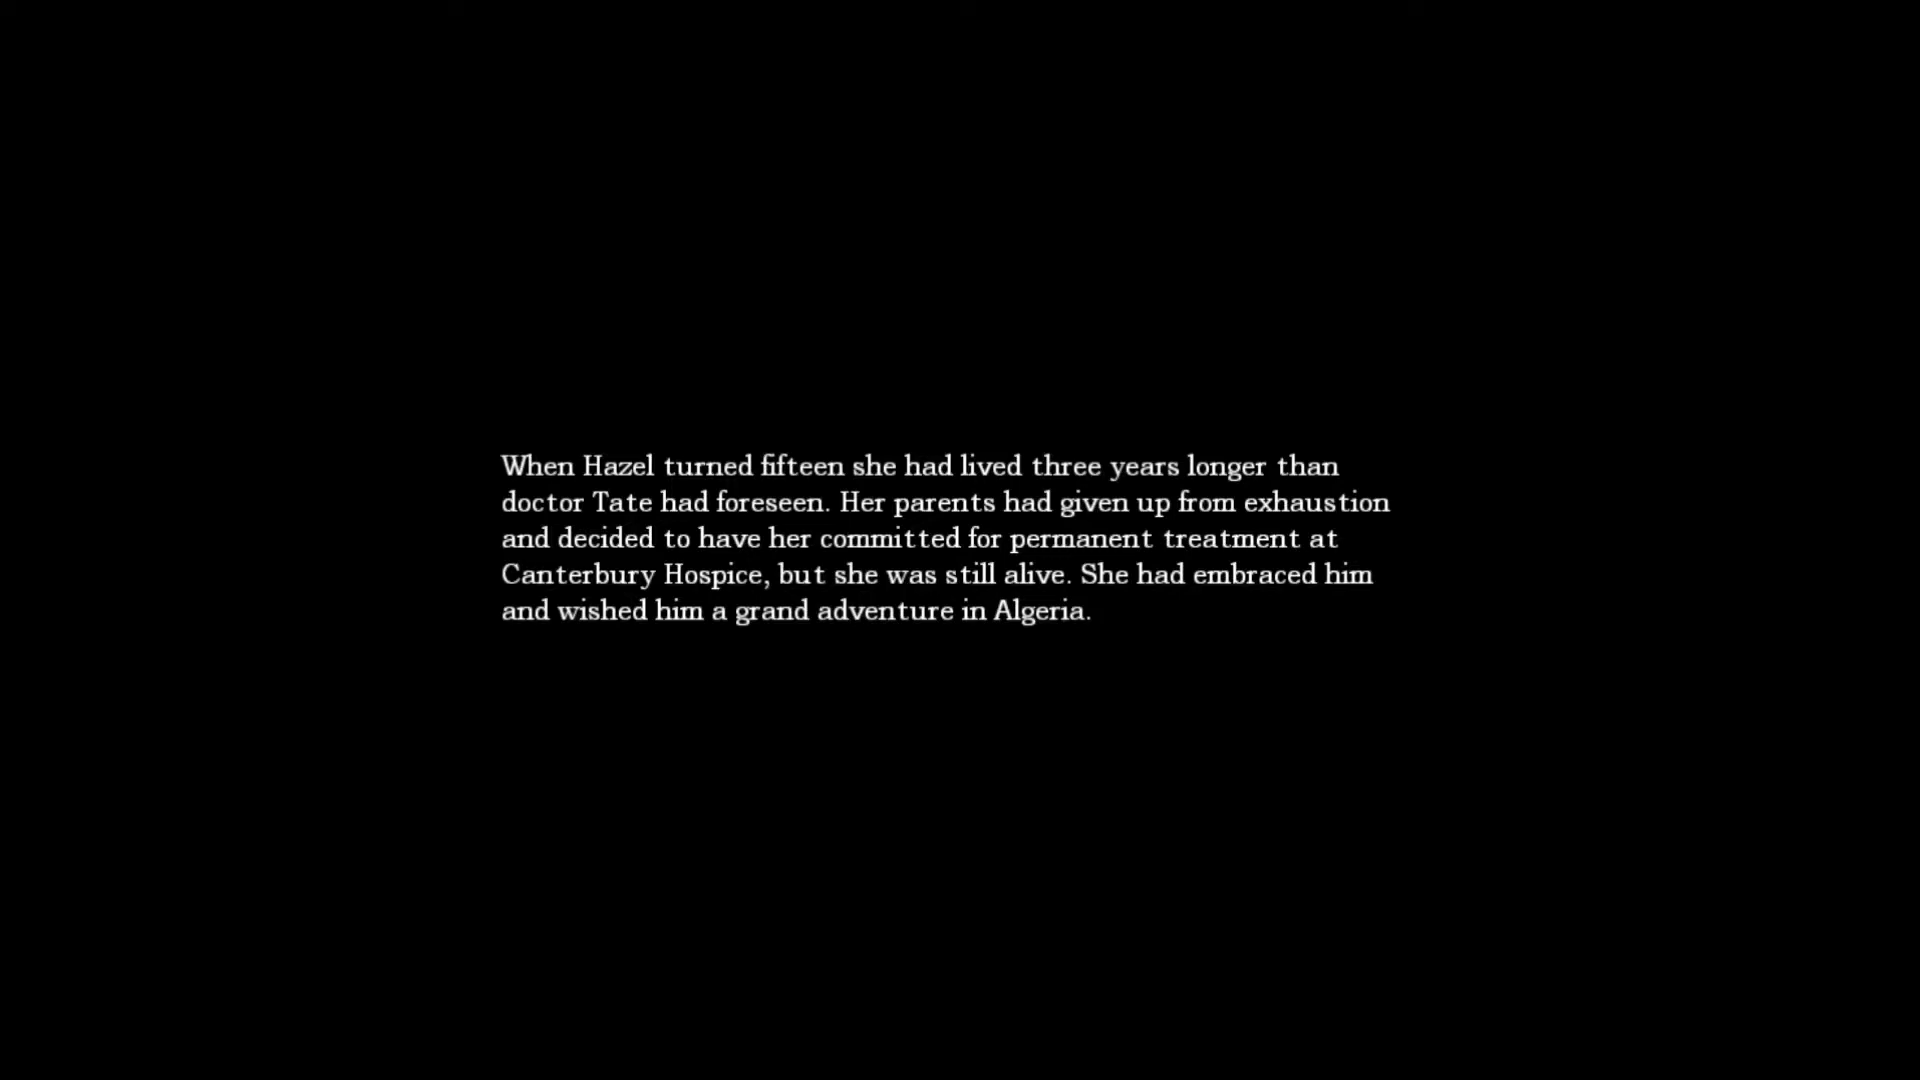 When Hazel turned fifteen she had lived three years longer than
doctor Tate had foreseen. Her parents had given up from exhaustion
and decided to have her committed for permanent treatment at
Canterbury Hospice, but she was still alive. She had embraced him
and wished him a grand adventure in Algeria.